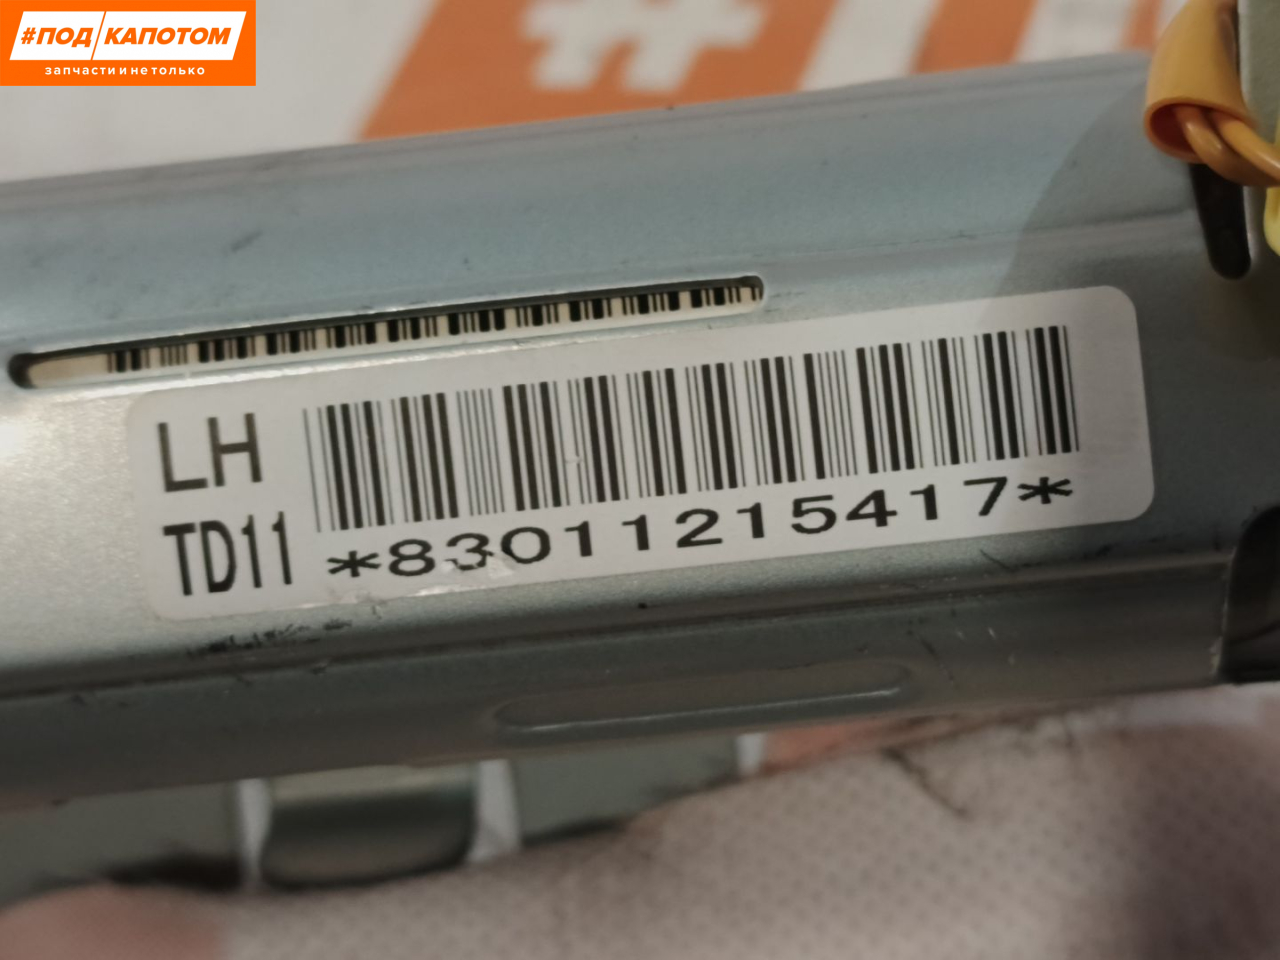 #ПОД КАПОТОМ
запчасти и не только
#
LH
TD11
*83011215417*